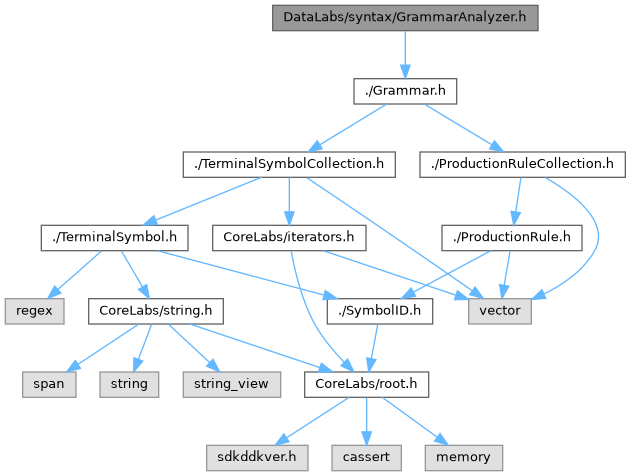 DataLabs/syntax/GrammarAnalyzer.h
./Grammar.h
./TerminalSymbolCollection.h
./ProductionRuleCollection.h
./TerminalSymbol.h
CoreLabs/iterators.h
./ProductionRule.h
regex
CoreLabs/string.h
./SymbolID.h
vector
span
string
string_view
CoreLabs/root.h
sdkddkver.h
cassert
memory